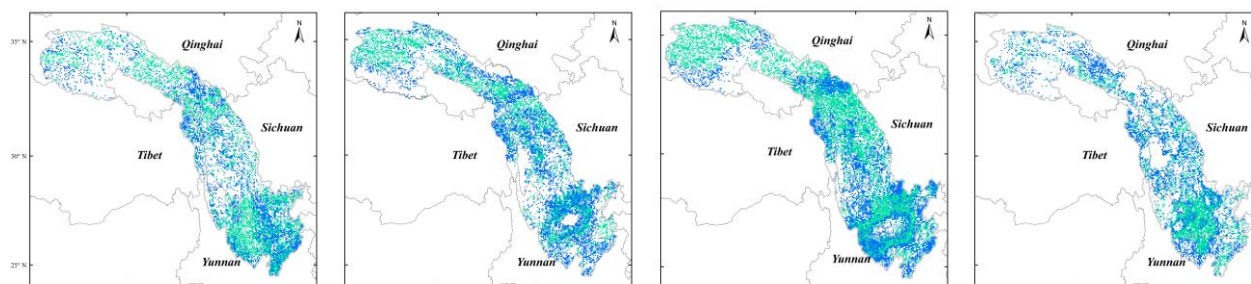 N
35° N
Qinghai
Sichuan
30° N
Tibet
Yunnan
25° N
N
Qinghai
Sichuan
Tibet
Yunnan
N
Qinghai
Sichuan
Tibet
Yunnan
N
Qinghai
Sichuan
Tibet
Yunnan